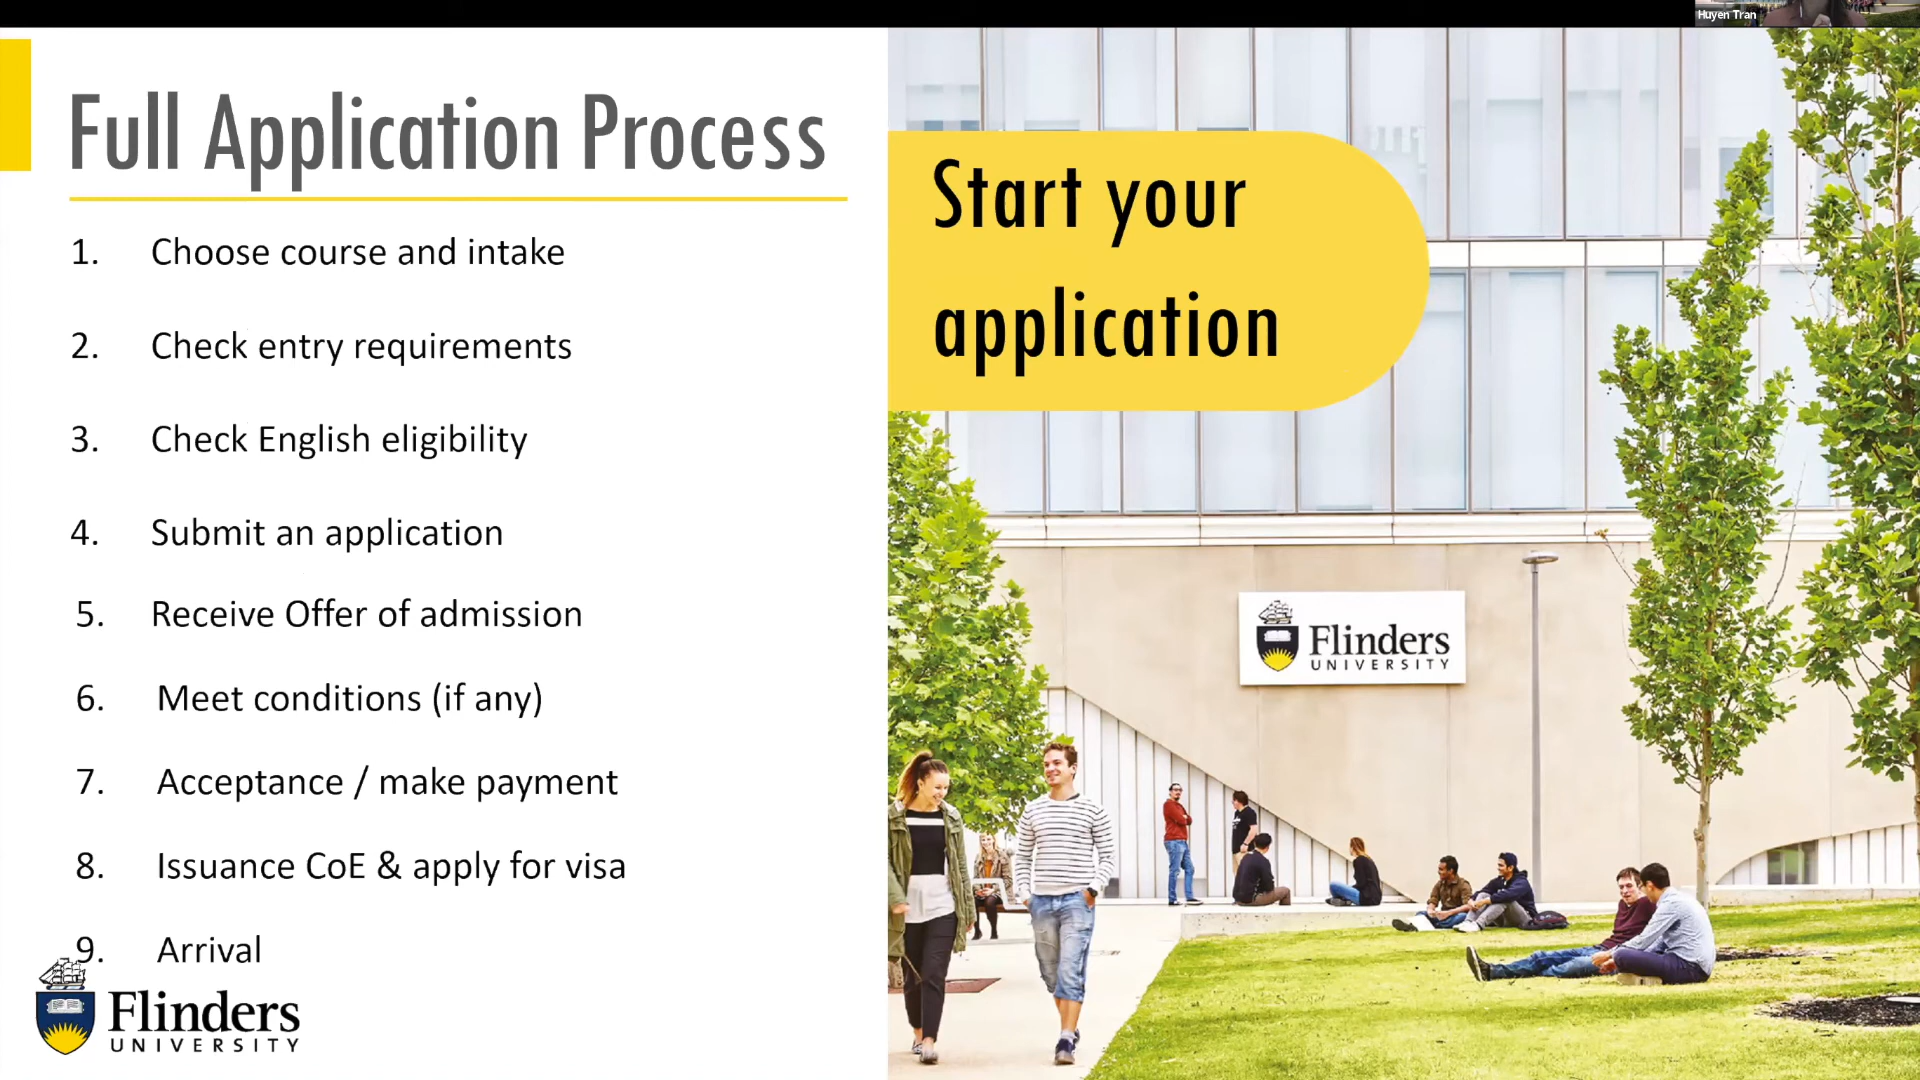 Huyen Tran
Full Application Process
1. Choose course and intake
2. Check entry requirements
3. Check English eligibility
4. Submit an application
5. Receive Offer of admission
6. Meet conditions (if any)
7. Acceptance / make payment
8. Issuance CoE & apply for visa
9. Arrival
Flinders
UNIVERSITY
Start your
application
Flinders
UNIVERSITY